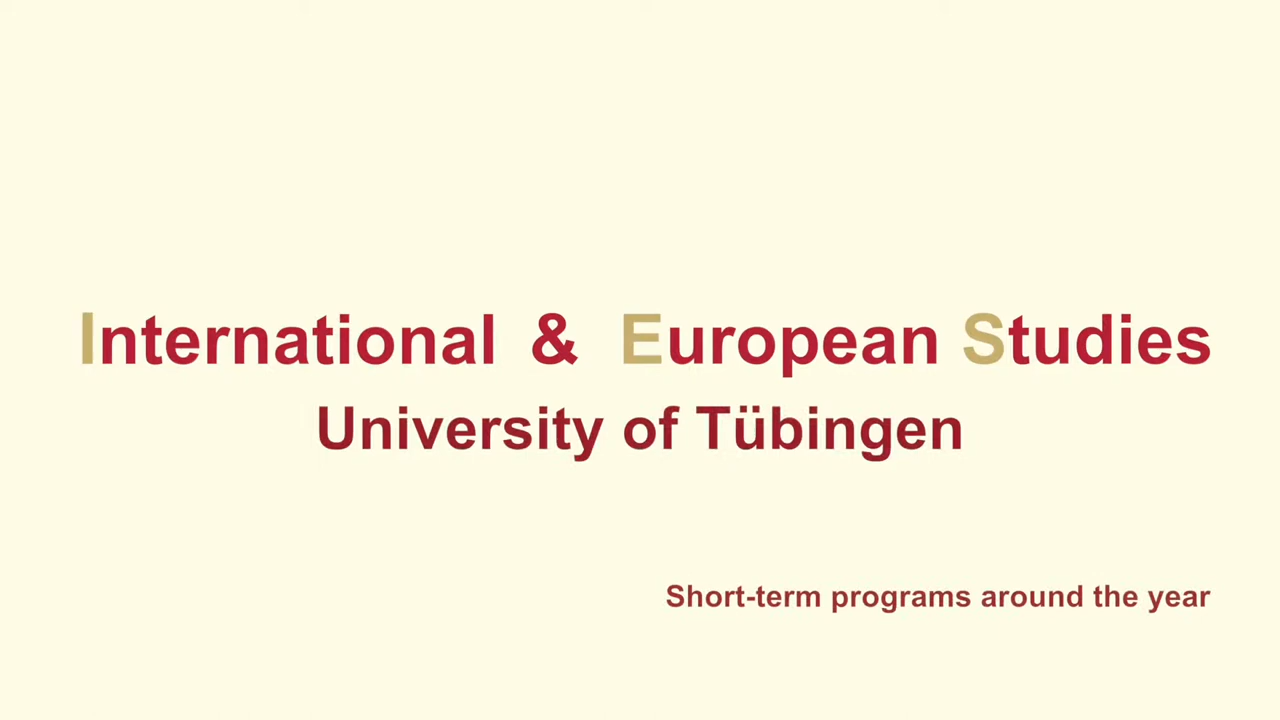 International & European Studies
University of Tübingen
Short-term programs around the year